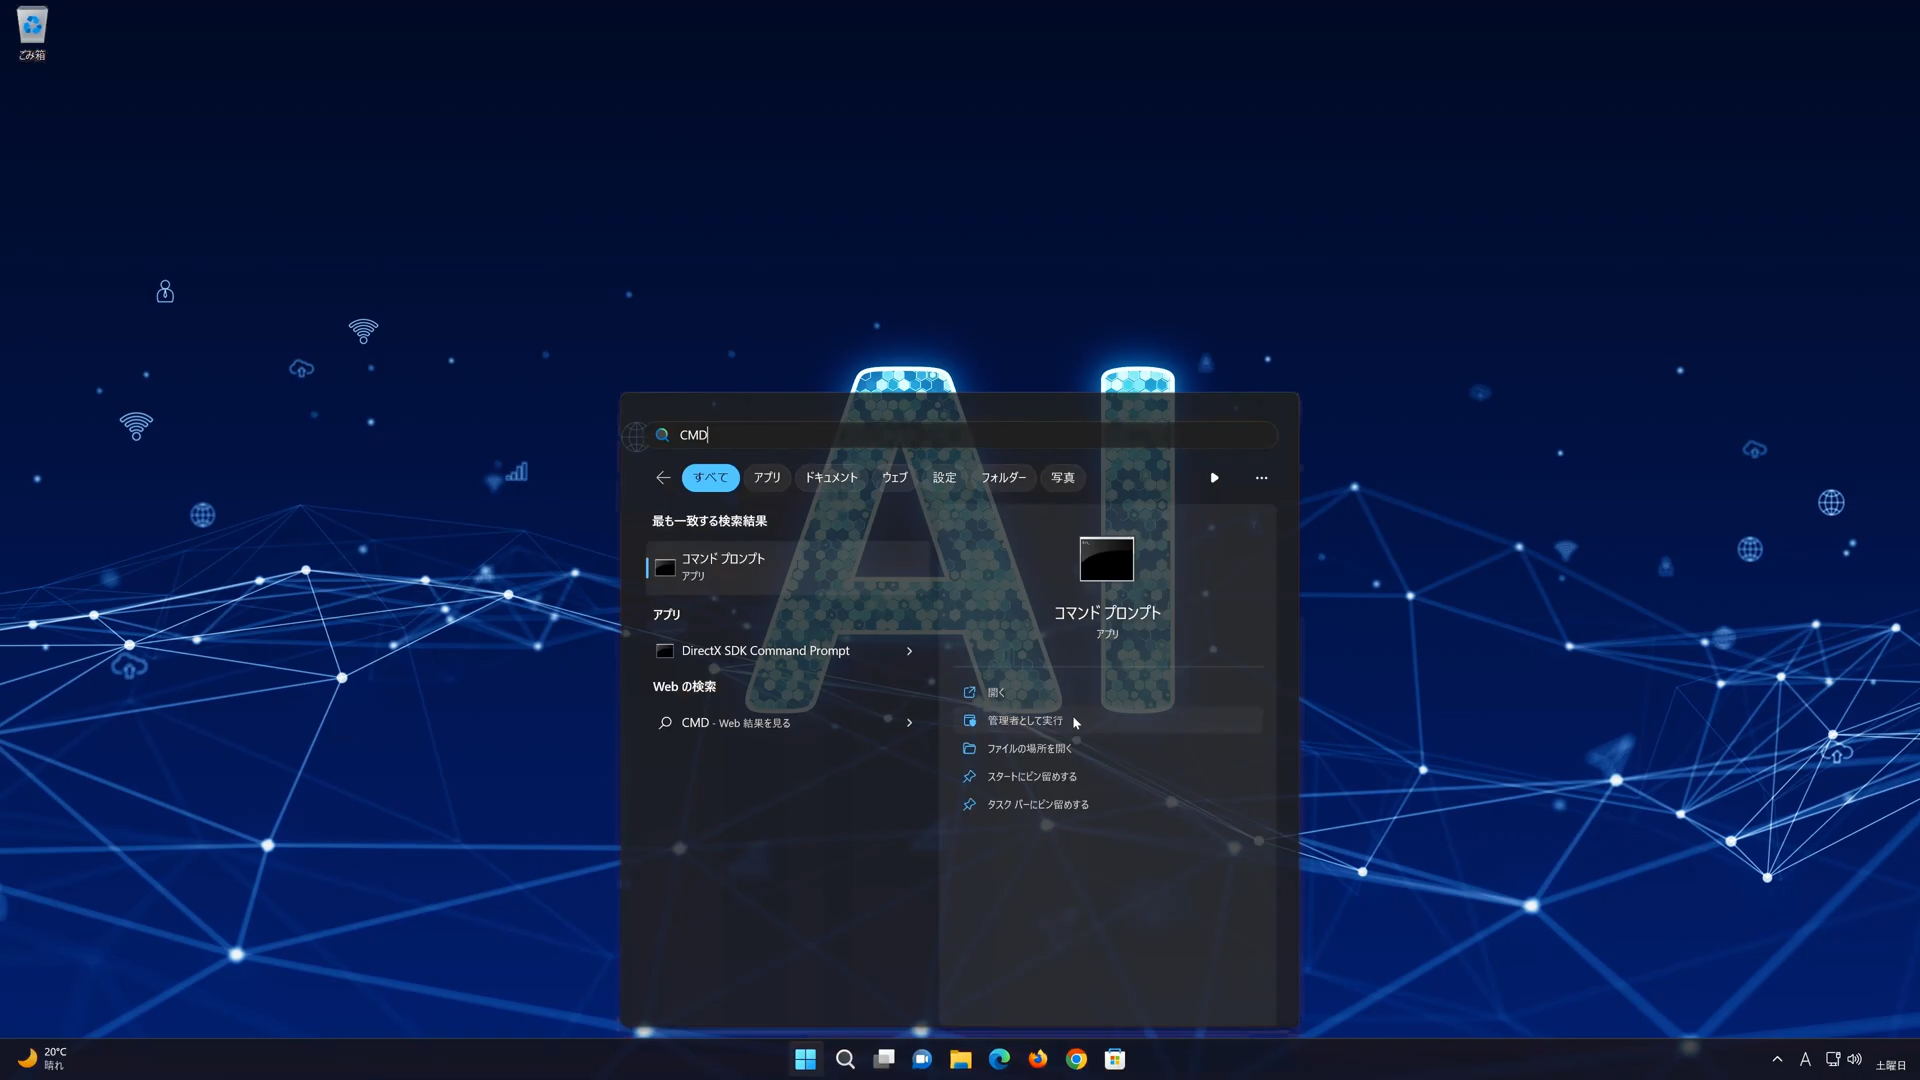 ごみ箱
CMD
すべて
アプリ
ドキュメント
ウェブ
設定
フォルダー
写真
最も一致する検索結果
コマンド プロンプト
アプリ
アプリ
DirectX SDK Command Prompt
Web の検索
CMD - Web 結果を見る
コマンド プロンプト
アプリ
開く
管理者として実行
ファイルの場所を開く
スタートにピン留めする
タスク バーにピン留めする
AI
20°C
晴れ
A
土曜日